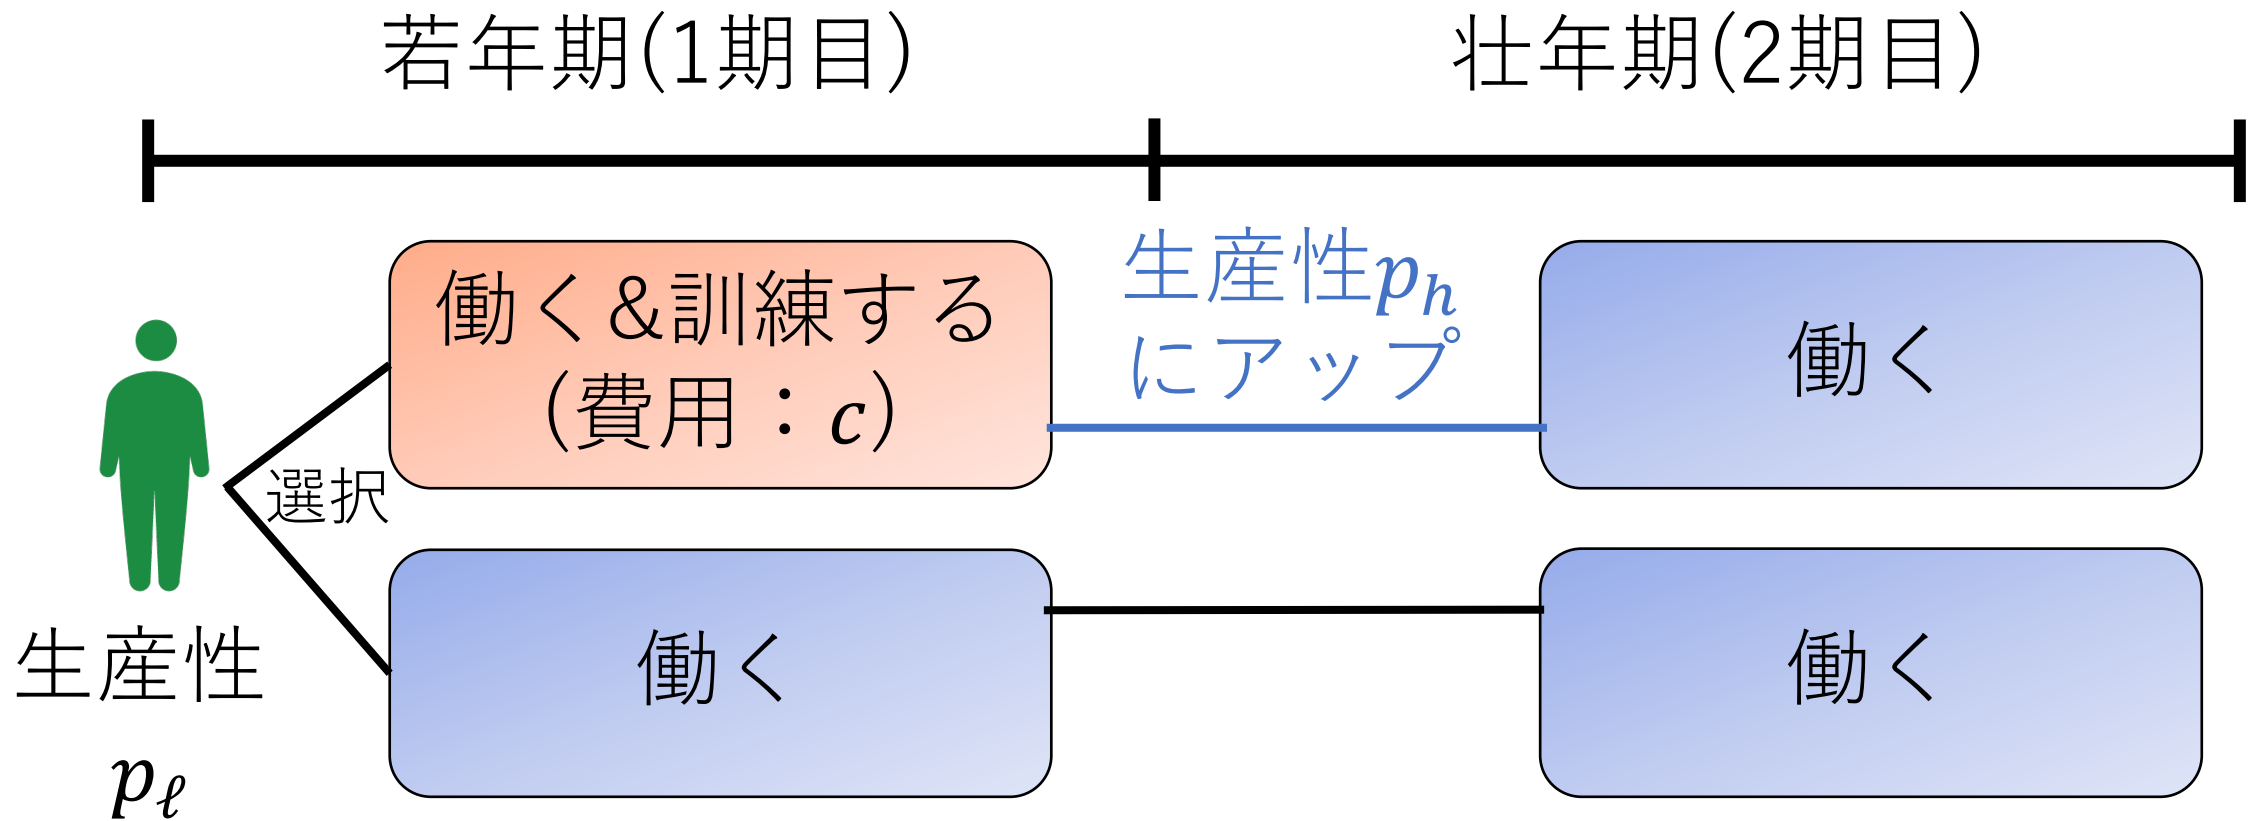 若年期(1期目)
壮年期(2期目)
働く&訓練する
(費用：c)
生産性pₕ
にアップ
働く
選択
働く
働く
生産性
p_ℓ